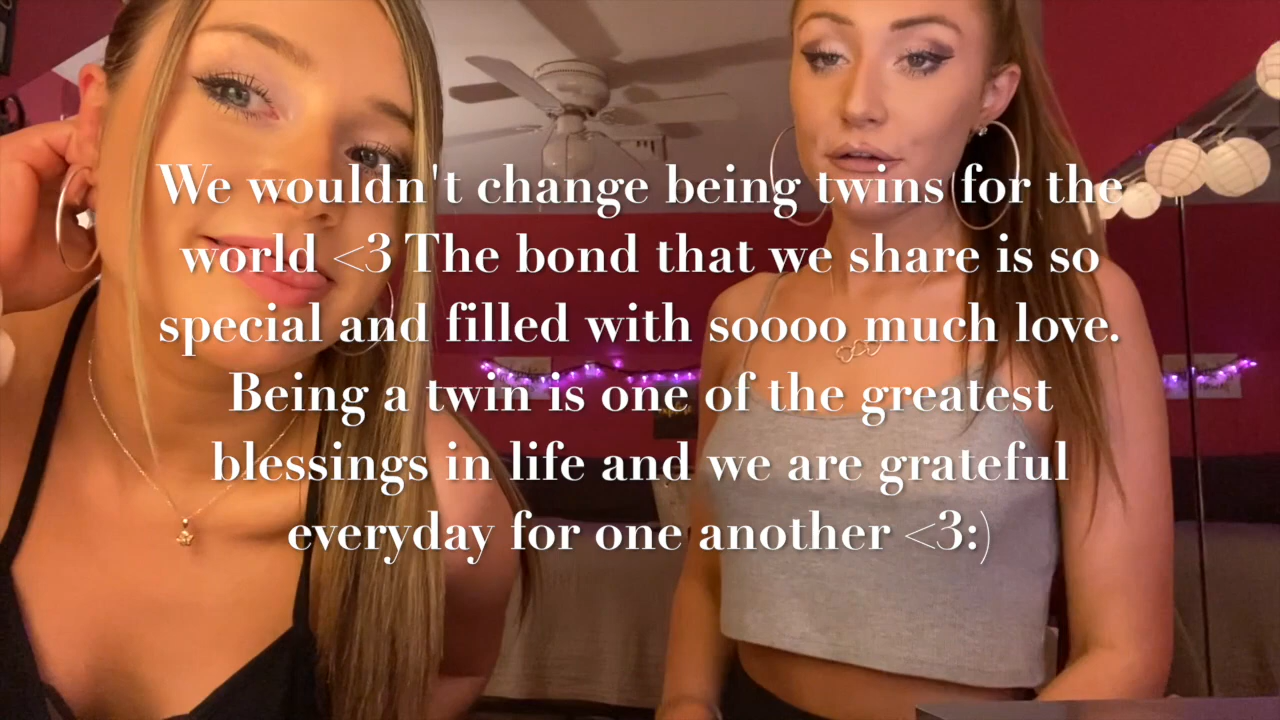 We wouldn't change being twins for the
world <3 The bond that we share is so
special and filled with soooo much love.
Being a twin is one of the greatest
blessings in life and we are grateful
everyday for one another <3:)